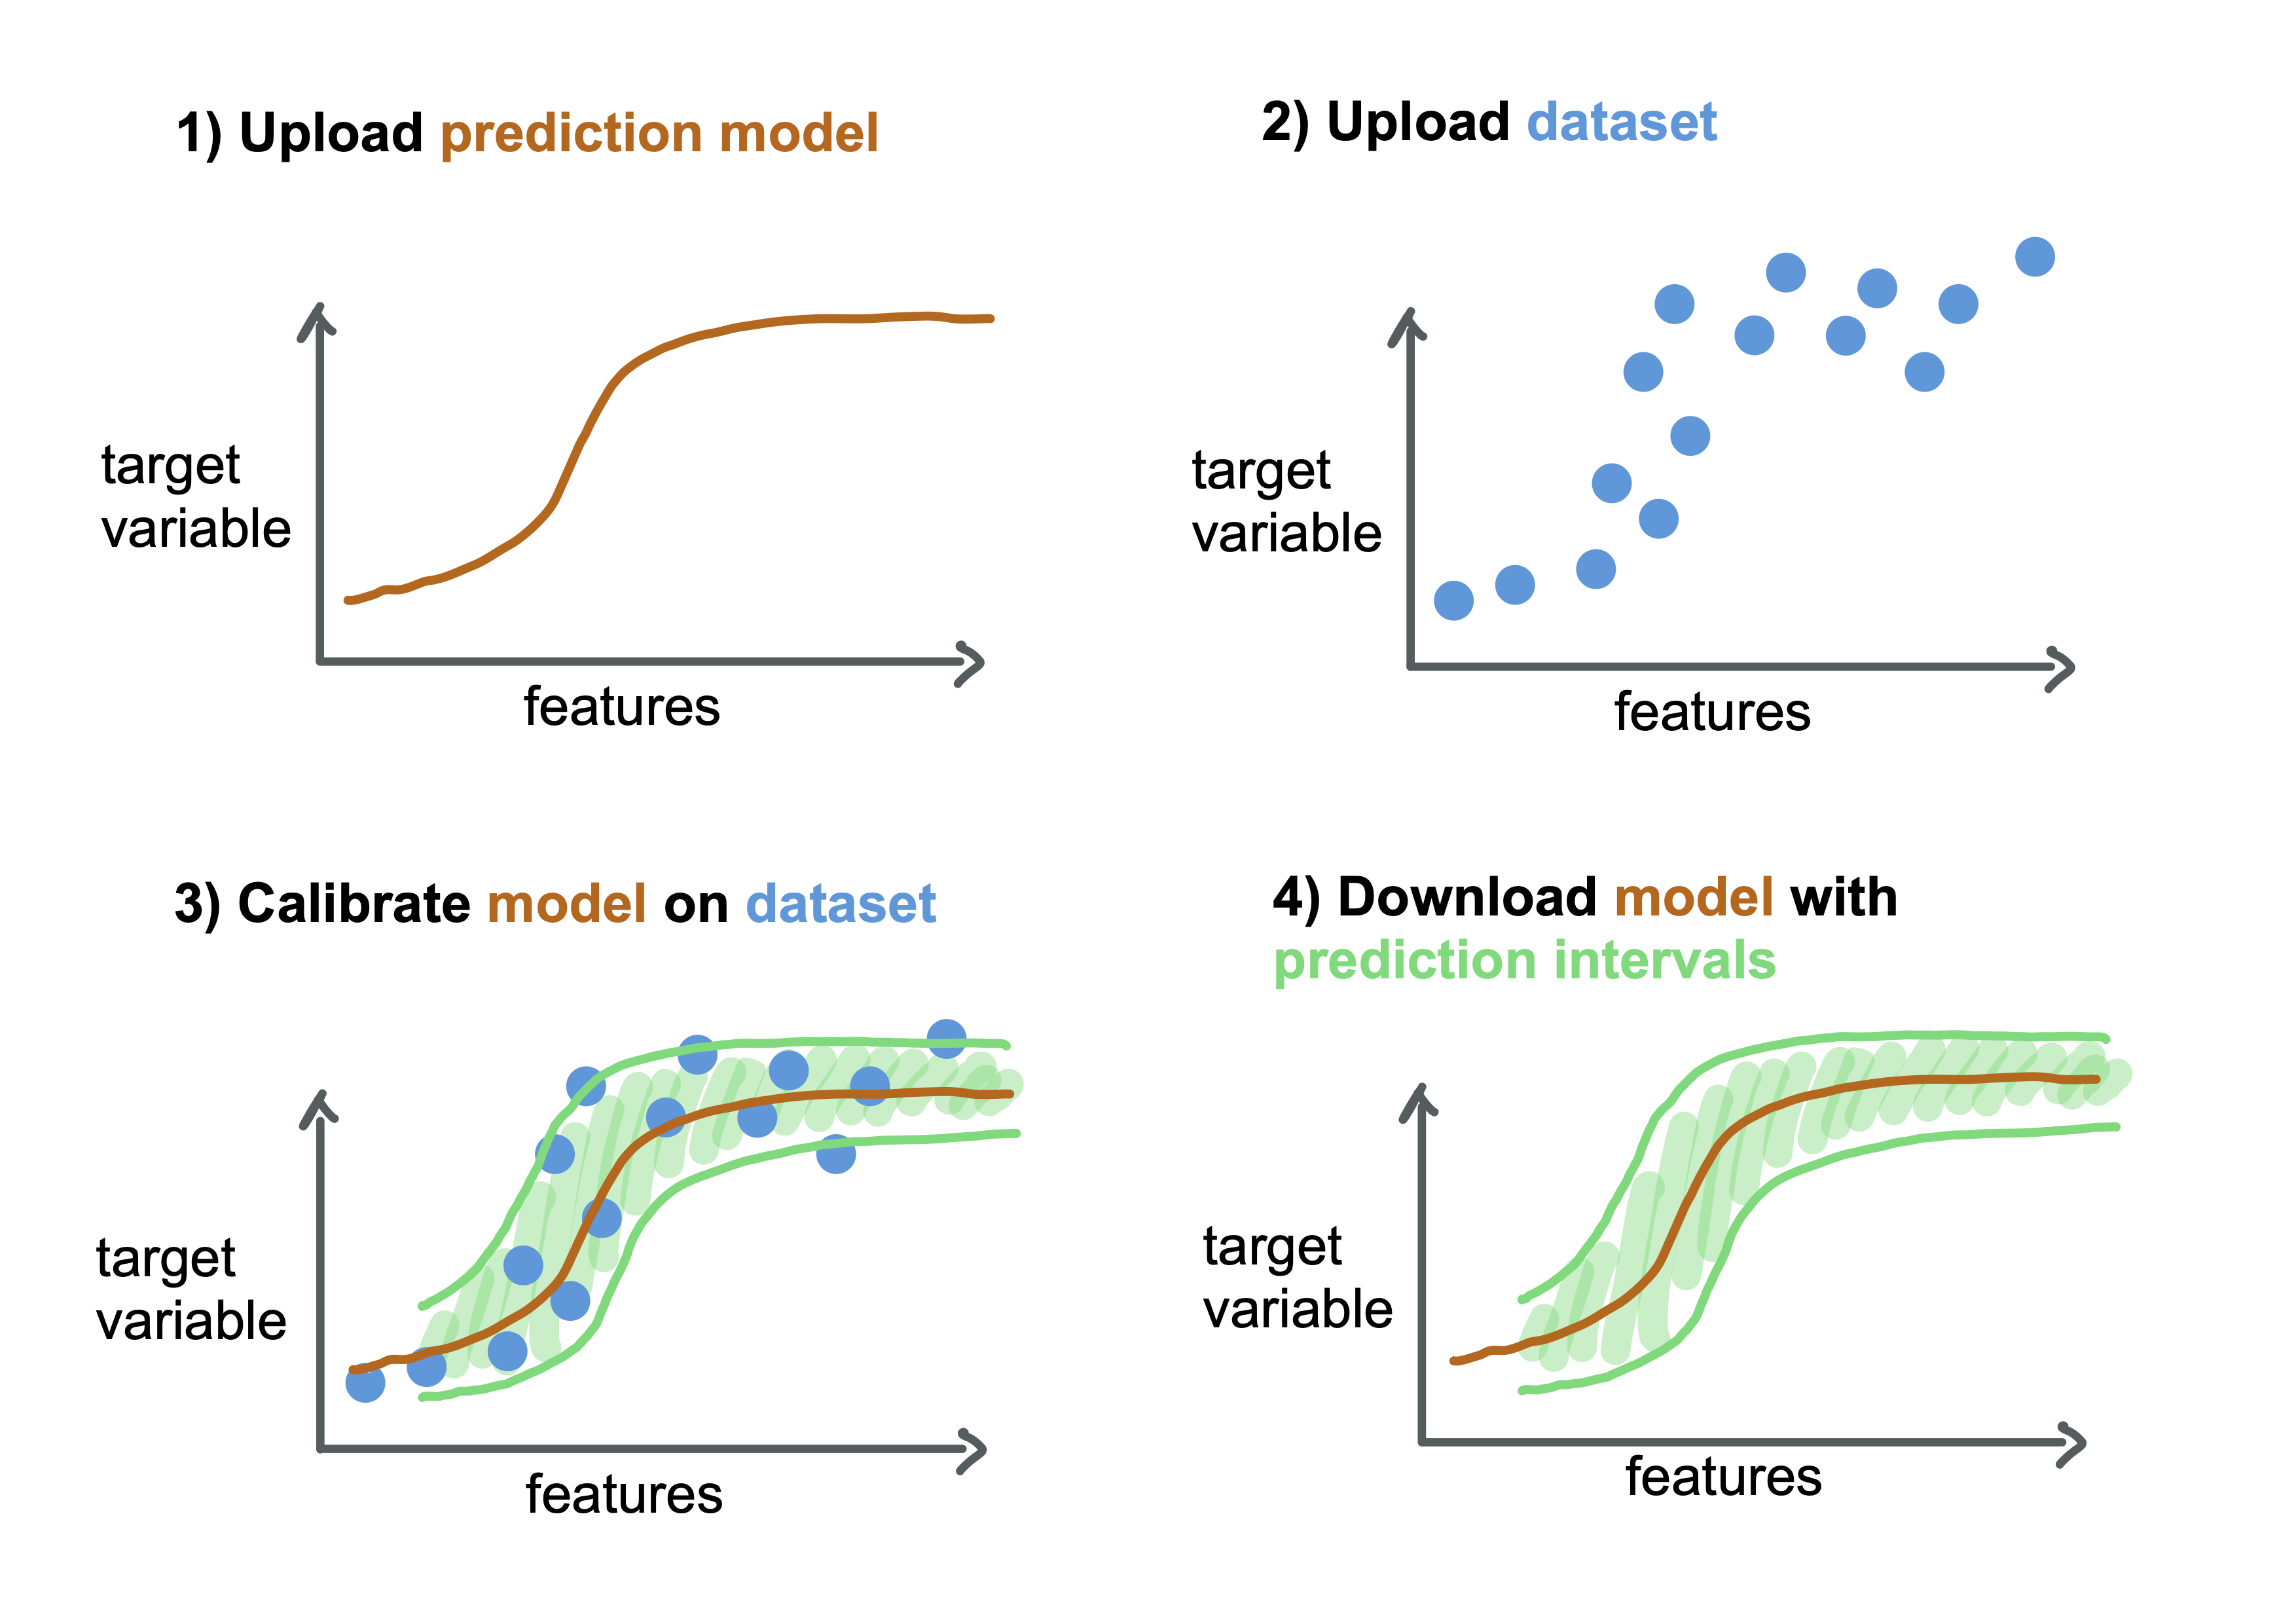 1) Upload prediction model
target
variable
features
2) Upload dataset
target
variable
features
3) Calibrate model on dataset
target
variable
features
4) Download model with
prediction intervals
target
variable
features